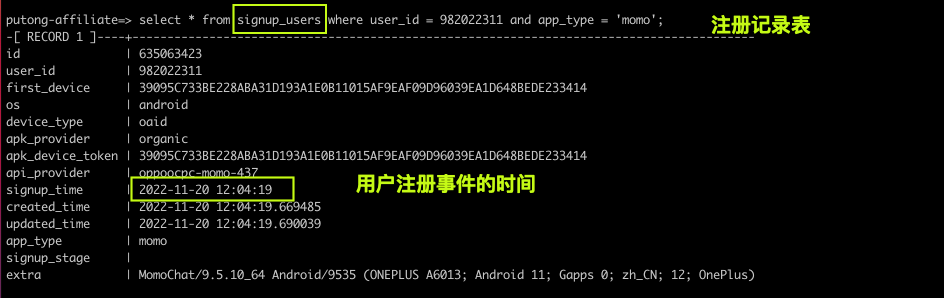 putong-affiliate=> select * from signup_users where user_id = 982022311 and app_type = 'momo';
注册记录表
-[ RECORD 1 ]----+--------------------------------------------------------------------------------
id | 635063423
user_id | 982022311
first_device | 39095C733BE228ABA31D193A1E0B11015AF9EAF09D96039EA1D648BEDE233414
os | android
device_type | oaid
apk_provider | organic
apk_device_token | 39095C733BE228ABA31D193A1E0B11015AF9EAF09D96039EA1D648BEDE233414
api_provider | oppoocpc-momo-437
signup_time | 2022-11-20 12:04:19
用户注册事件的时间
created_time | 2022-11-20 12:04:19.669485
updated_time | 2022-11-20 12:04:19.690039
app_type | momo
signup_stage |
extra | MomoChat/9.5.10_64 Android/9535 (ONEPLUS A6013; Android 11; Gapps 0; zh_CN; 12; OnePlus)